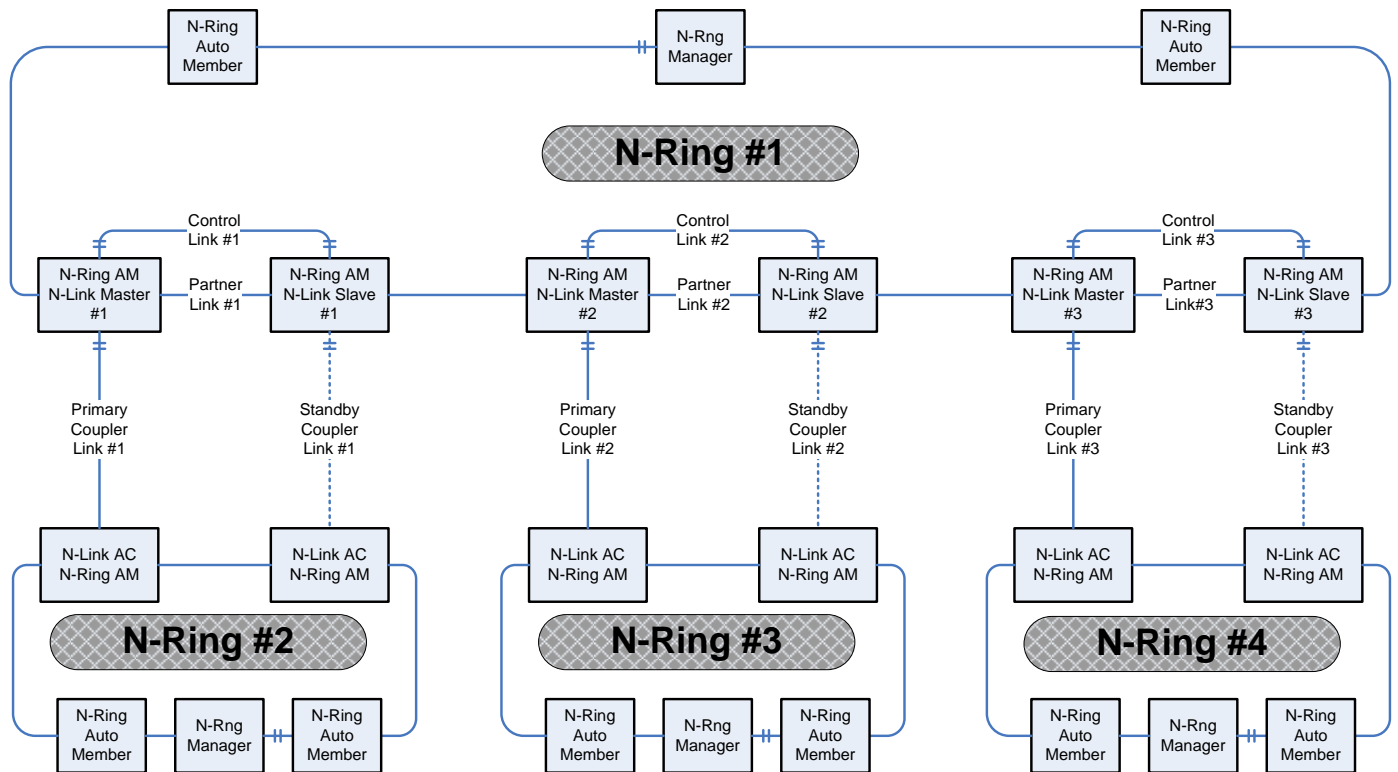 N-Ring
Auto
Member
N-Rng
Manager
N-Ring
Auto
Member
N-Ring #1
Control
Link #1
Control
Link #2
Control
Link #3
N-Ring AM
N-Link Master
#1
Partner
Link #1
N-Ring AM
N-Link Slave
#1
N-Ring AM
N-Link Master
#2
Partner
Link #2
N-Ring AM
N-Link Slave
#2
N-Ring AM
N-Link Master
#3
Partner
Link#3
N-Ring AM
N-Link Slave
#3
Primary
Coupler
Link #1
Standby
Coupler
Link #1
Primary
Coupler
Link #2
Standby
Coupler
Link #2
Primary
Coupler
Link #3
Standby
Coupler
Link #3
N-Link AC
N-Ring AM
N-Link AC
N-Ring AM
N-Link AC
N-Ring AM
N-Link AC
N-Ring AM
N-Link AC
N-Ring AM
N-Link AC
N-Ring AM
N-Ring #2
N-Ring #3
N-Ring #4
N-Ring
Auto
Member
N-Rng
Manager
N-Ring
Auto
Member
N-Ring
Auto
Member
N-Rng
Manager
N-Ring
Auto
Member
N-Ring
Auto
Member
N-Rng
Manager
N-Ring
Auto
Member